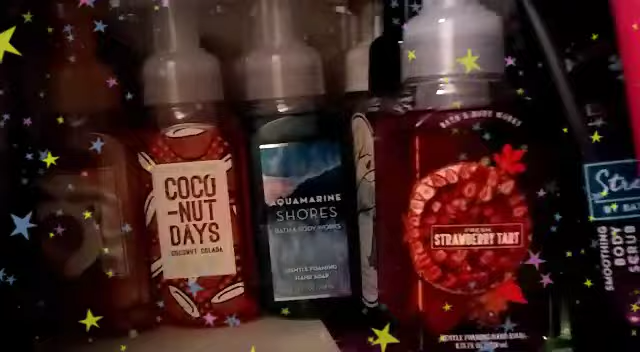 COCO
-NUT
DAYS
COCONUT COLADA
AQUAMARINE
SHORES
BATH & BODY WORKS
GENTLE FOAMING
HAND SOAP
BATH & BODY WORKS
FRESH
STRAWBERRY TART
GENTLE FOAMING HAND SOAP
Stre
BY BA
SMOOTHING
BODY
SCRUB